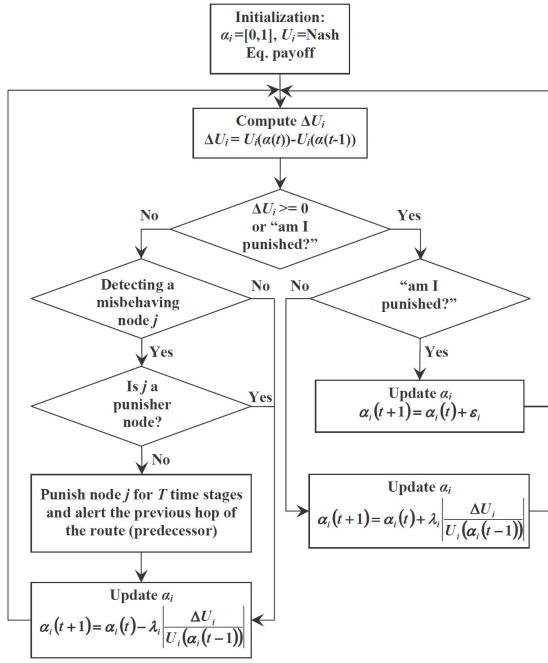 Initialization:
αᵢ=[0,1], Uᵢ=Nash
Eq. payoff
Compute ΔUᵢ
ΔUᵢ = Uᵢ(α(t))-Uᵢ(α(t-1))
No
ΔUᵢ >= 0
or “am I
punished?”
Yes
Detecting a
misbehaving
node j
No
No
“am I
punished?”
Yes
Yes
Is j a
punisher
node?
Yes
Update αᵢ
αᵢ(t+1)=αᵢ(t)+εᵢ
No
Punish node j for T time stages
and alert the previous hop of
the route (predecessor)
Update αᵢ
αᵢ(t+1)=αᵢ(t)+λᵢ|ΔUᵢ/Uᵢ(αᵢ(t−1))|
Update αᵢ
αᵢ(t+1)=αᵢ(t)−λᵢ|ΔUᵢ/Uᵢ(αᵢ(t−1))|